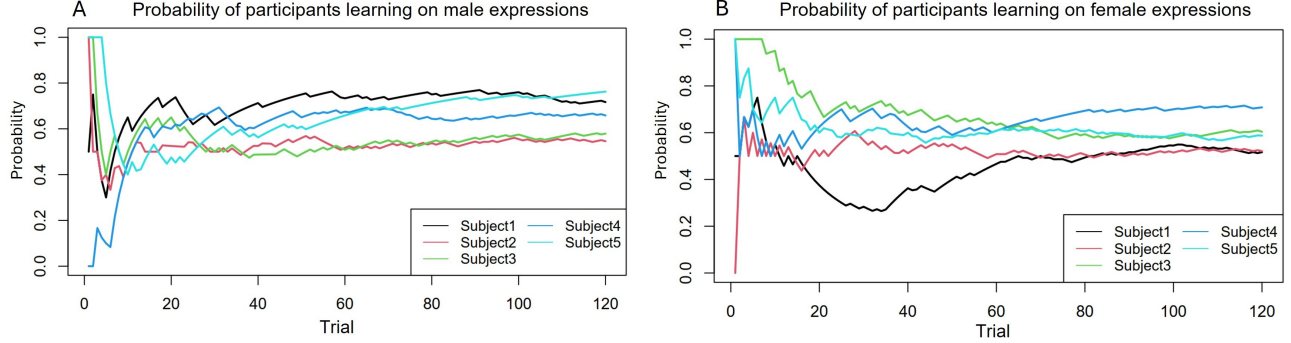 A Probability of participants learning on male expressions
Probability
0.0 0.2 0.4 0.6 0.8 1.0
Subject1 Subject4
Subject2 Subject5
Subject3
0 20 40 60 80 100 120
Trial
B Probability of participants learning on female expressions
Probability
0.0 0.2 0.4 0.6 0.8 1.0
Subject1 Subject4
Subject2 Subject5
Subject3
0 20 40 60 80 100 120
Trial